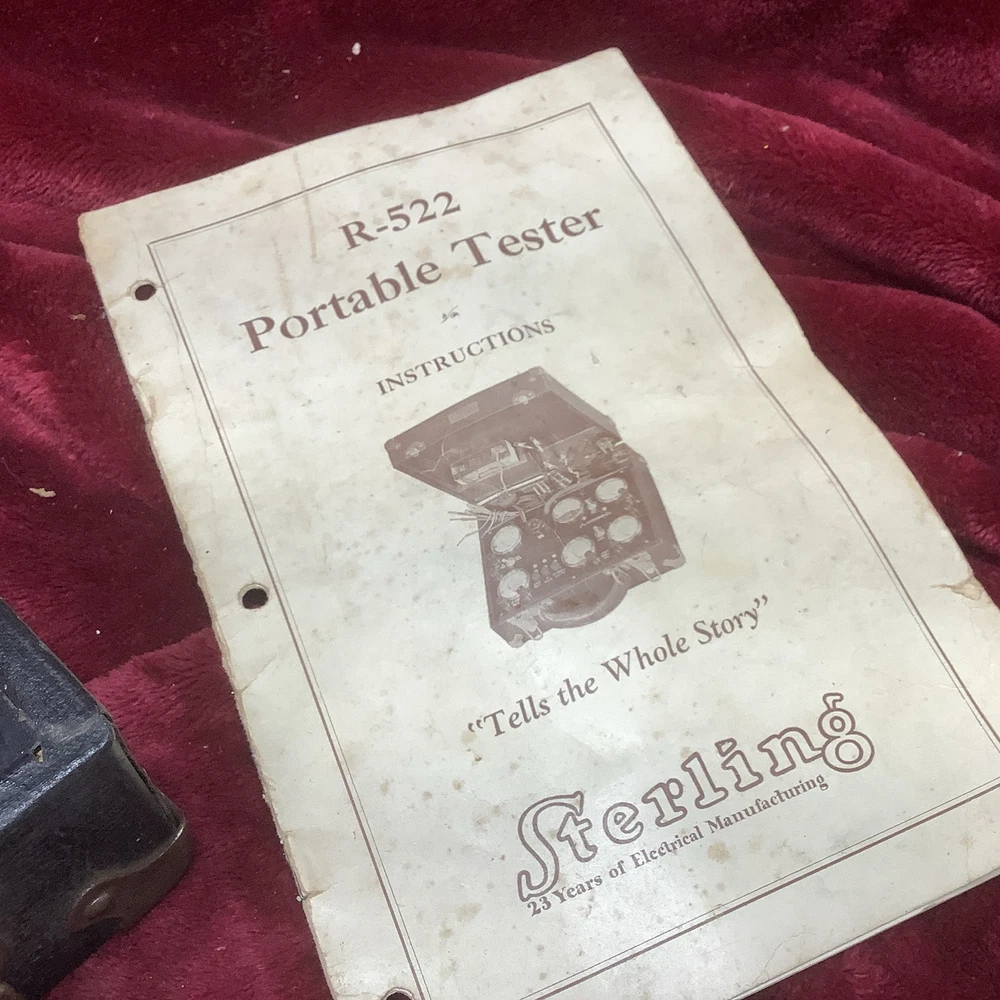 R-522
Portable Tester
INSTRUCTIONS
“Tells the Whole Story”
Sterling
23 Years of Electrical Manufacturing